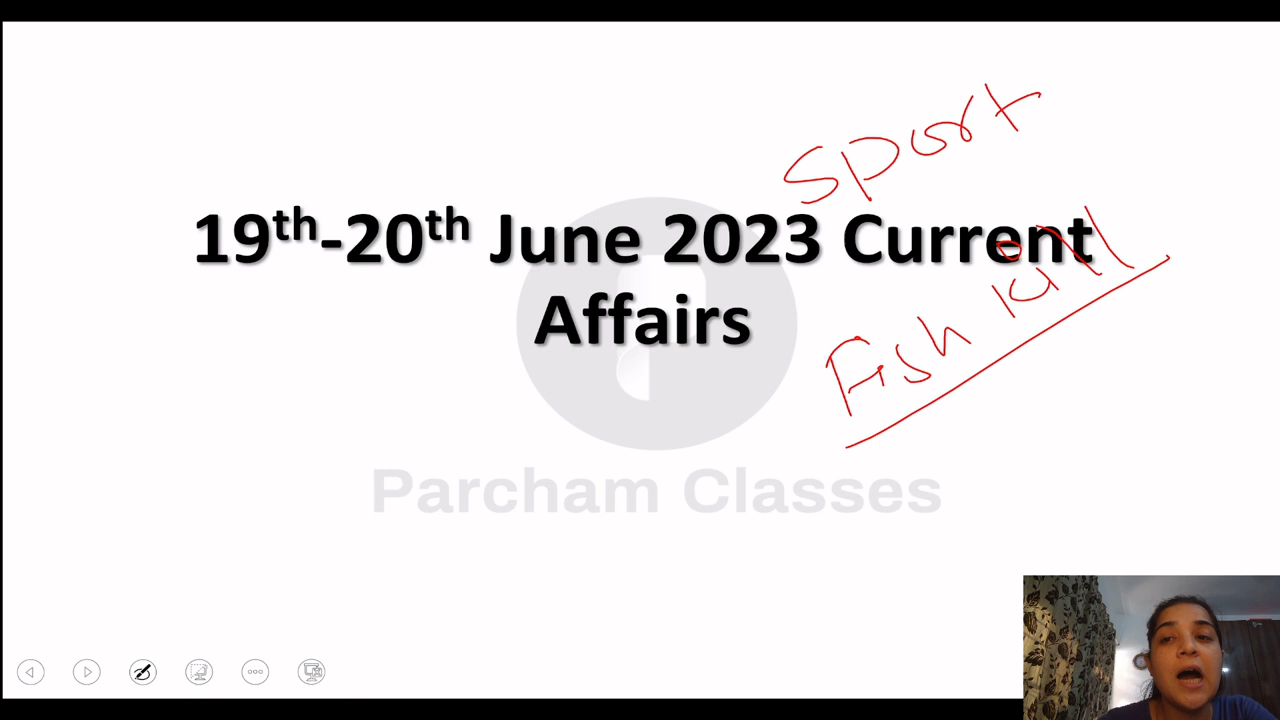 Sport
19th-20th June 2023 Current
Affairs
Fish kill
Parcham Classes